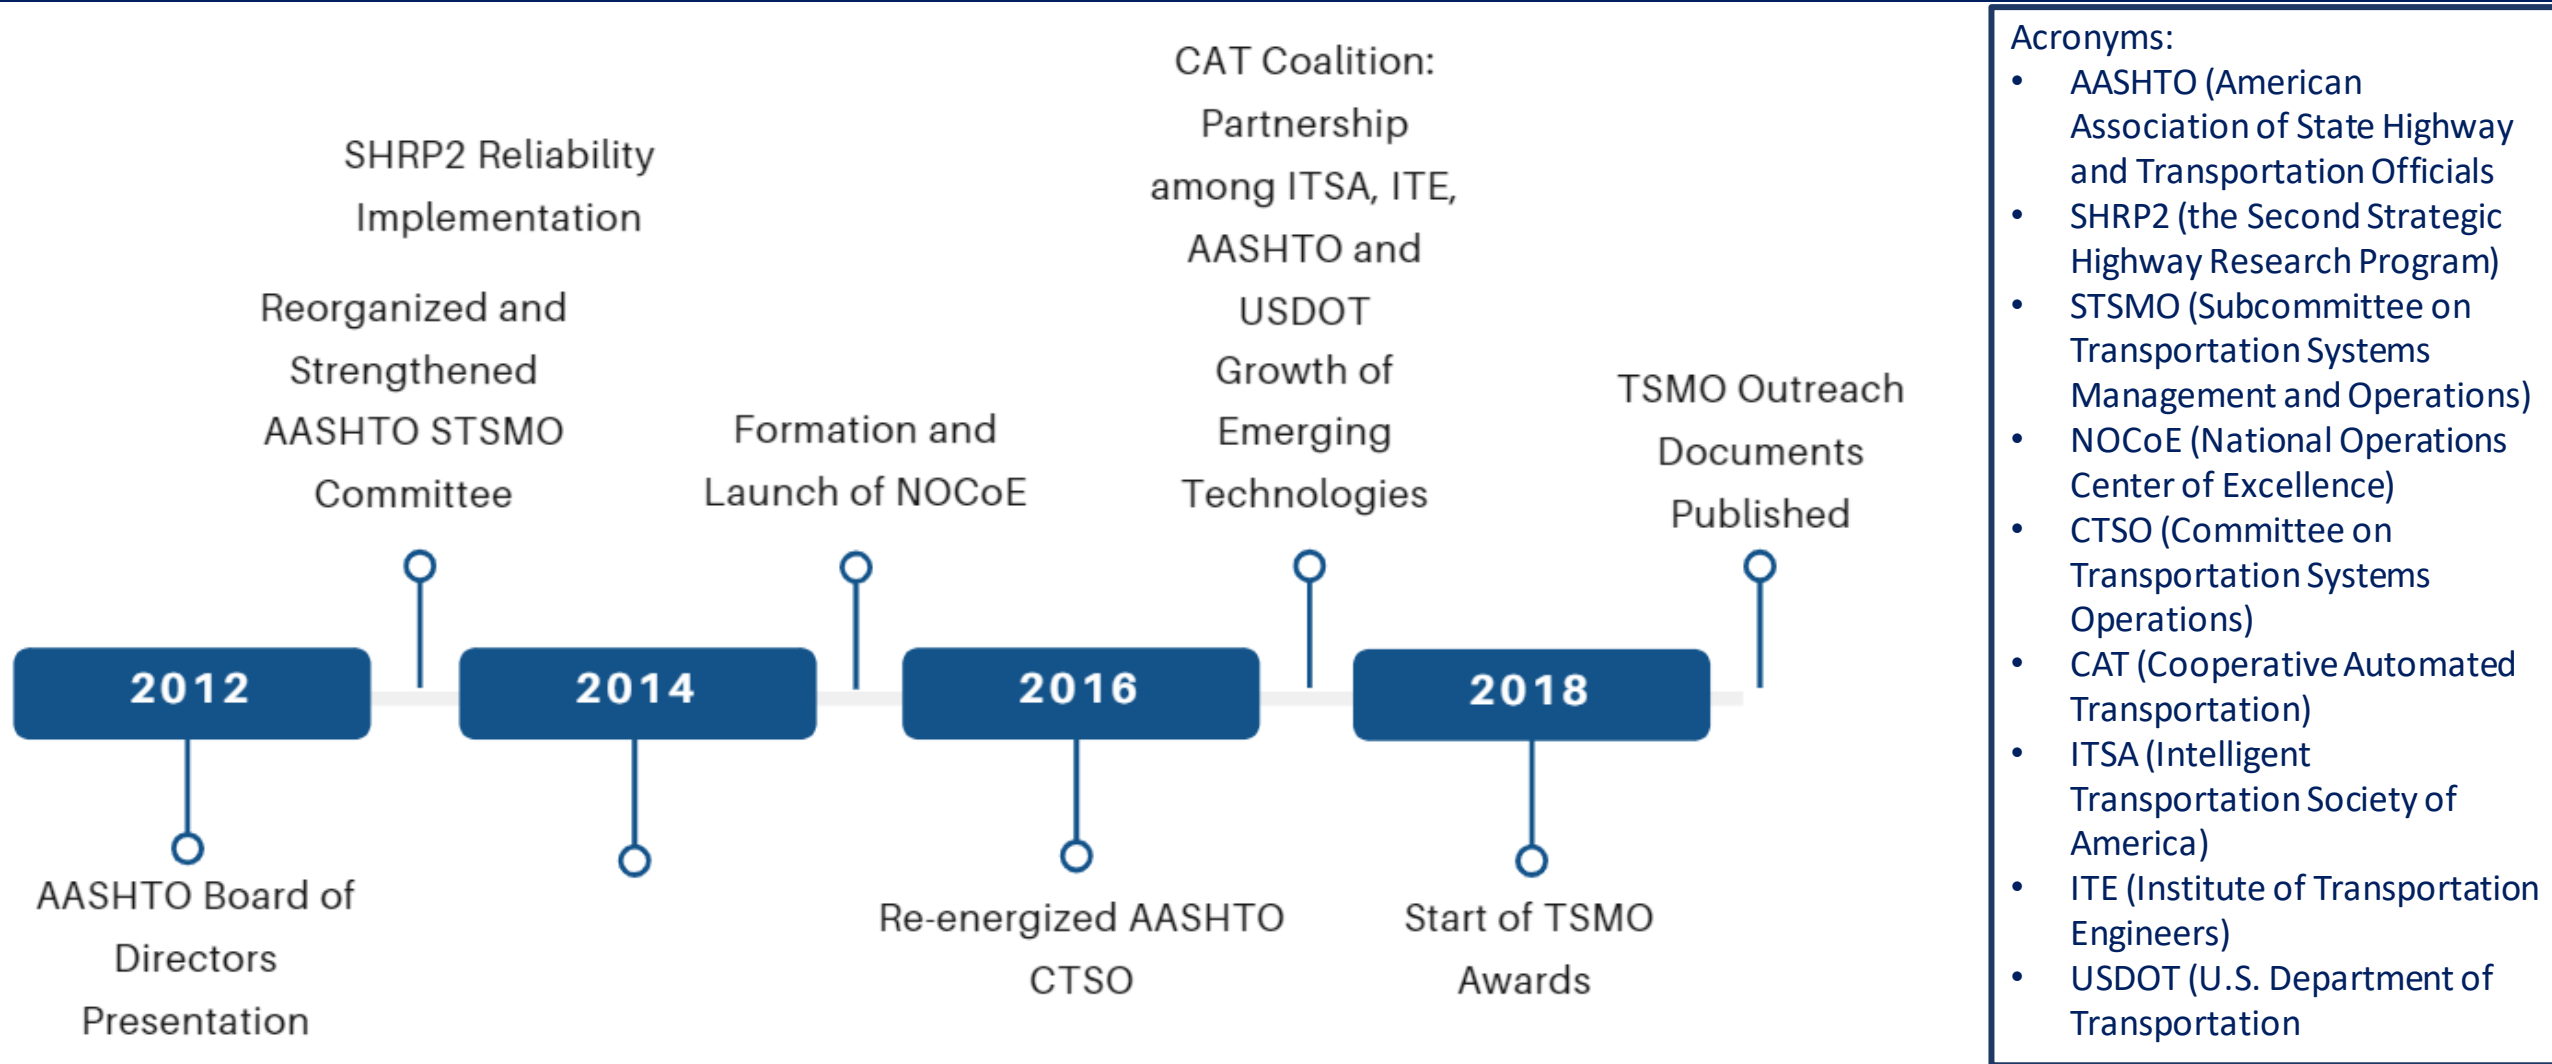 SHRP2 Reliability
Implementation
Reorganized and
Strengthened
AASHTO STSMO
Committee
Formation and
Launch of NOCoE
CAT Coalition:
Partnership
among ITSA, ITE,
AASHTO and
USDOT
Growth of
Emerging
Technologies
TSMO Outreach
Documents
Published
2012
2014
2016
2018
AASHTO Board of
Directors
Presentation
Re-energized AASHTO
CTSO
Start of TSMO
Awards
Acronyms:
• AASHTO (American
Association of State Highway
and Transportation Officials
• SHRP2 (the Second Strategic
Highway Research Program)
• STSMO (Subcommittee on
Transportation Systems
Management and Operations)
• NOCoE (National Operations
Center of Excellence)
• CTSO (Committee on
Transportation Systems
Operations)
• CAT (Cooperative Automated
Transportation)
• ITSA (Intelligent
Transportation Society of
America)
• ITE (Institute of Transportation
Engineers)
• USDOT (U.S. Department of
Transportation